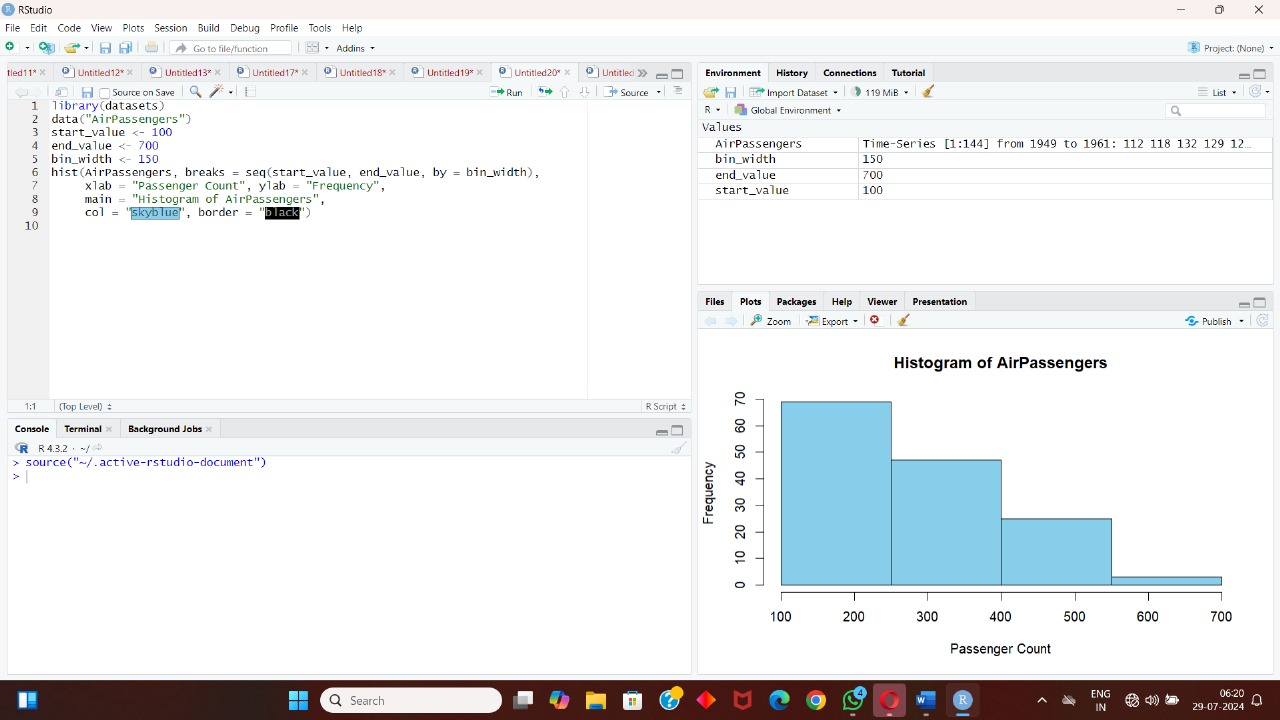 RStudio
File Edit Code View Plots Session Build Debug Profile Tools Help
Go to file/function Addins Project: (None)
tled11* Untitled12* Untitled13* Untitled17* Untitled18* Untitled19* Untitled20* Untitled
Source on Save Run Source
1 library(datasets)
2 data("AirPassengers")
3 start_value <- 100
4 end_value <- 700
5 bin_width <- 150
6 hist(AirPassengers, breaks = seq(start_value, end_value, by = bin_width),
7 xlab = "Passenger Count", ylab = "Frequency",
8 main = "Histogram of AirPassengers",
9 col = "skyblue", border = "black")
10
1:1 (Top Level) R Script
Console Terminal Background Jobs
R 4.3.2 · ~/
> source("~/.active-rstudio-document")
>
Environment History Connections Tutorial
Import Dataset 119 MiB List
R Global Environment
Values
AirPassengers Time-Series [1:144] from 1949 to 1961: 112 118 132 129 12…
bin_width 150
end_value 700
start_value 100
Files Plots Packages Help Viewer Presentation
Zoom Export Publish
Histogram of AirPassengers
Frequency
70
60
50
40
30
20
10
0
100 200 300 400 500 600 700
Passenger Count
Search
4
ENG
IN
06:20
29-07-2024